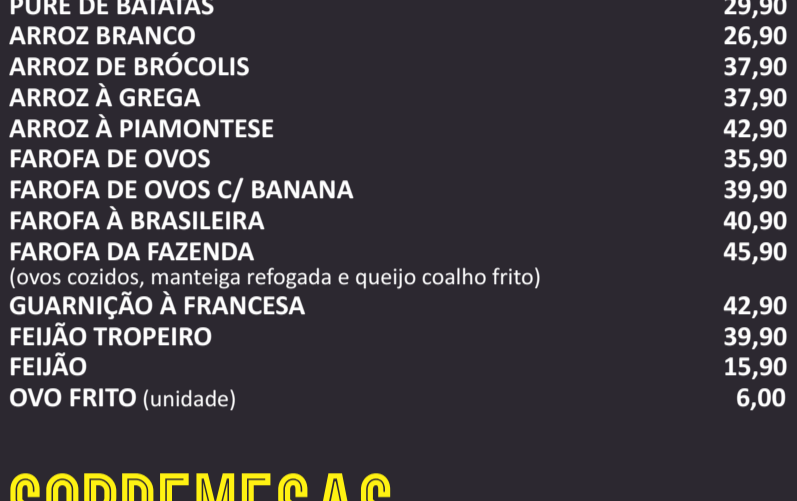 PURÊ DE BATATAS 29,90
ARROZ BRANCO 26,90
ARROZ DE BRÓCOLIS 37,90
ARROZ À GREGA 37,90
ARROZ À PIAMONTESE 42,90
FAROFA DE OVOS 35,90
FAROFA DE OVOS C/ BANANA 39,90
FAROFA À BRASILEIRA 40,90
FAROFA DA FAZENDA 45,90
(ovos cozidos, manteiga refogada e queijo coalho frito)
GUARNIÇÃO À FRANCESA 42,90
FEIJÃO TROPEIRO 39,90
FEIJÃO 15,90
OVO FRITO (unidade) 6,00
SOBREMESAS